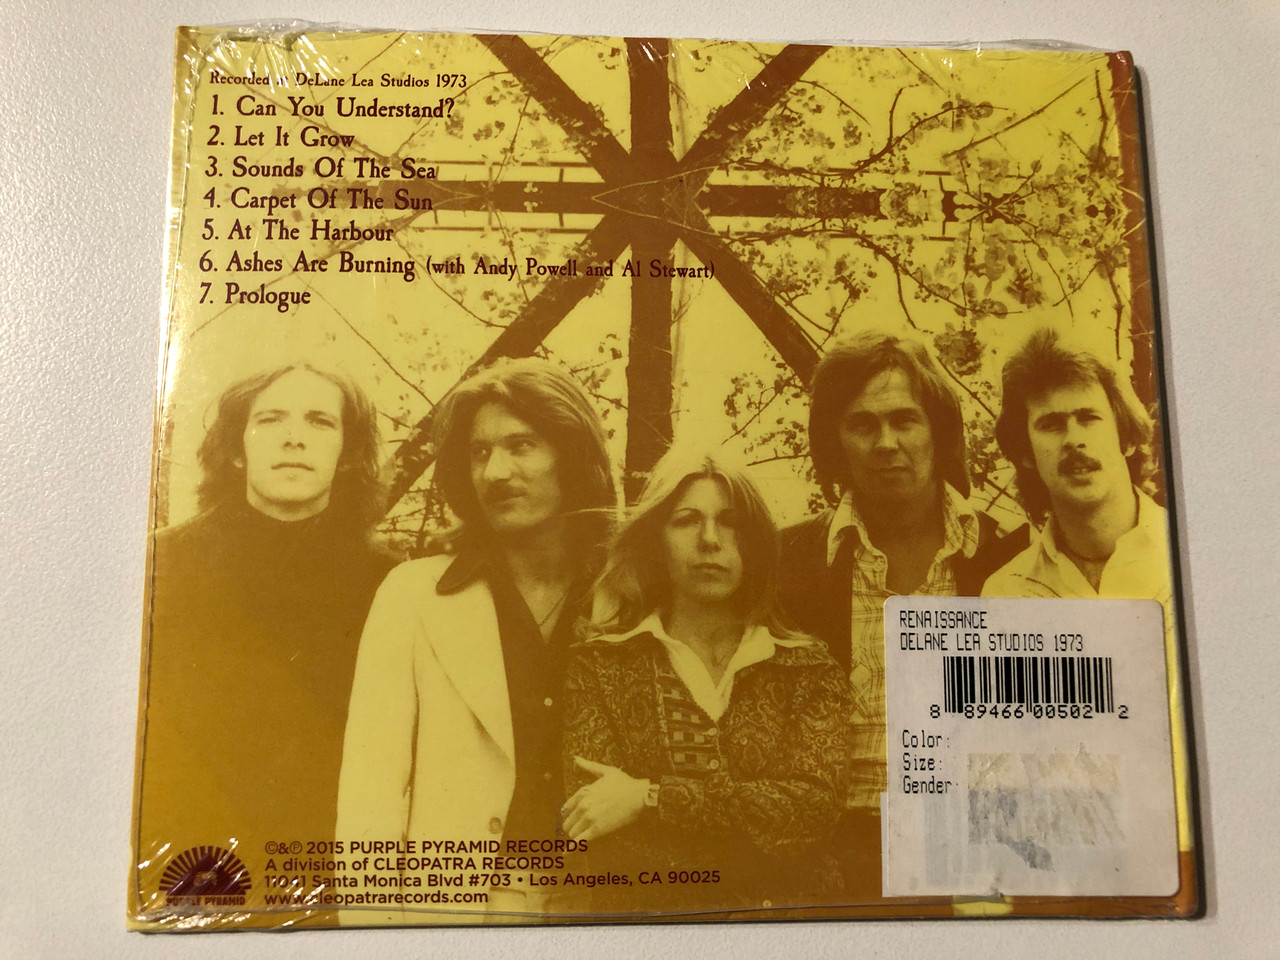 Recorded at DeLane Lea Studios 1973
1. Can You Understand?
2. Let It Grow
3. Sounds Of The Sea
4. Carpet Of The Sun
5. At The Harbour
6. Ashes Are Burning (with Andy Powell and Al Stewart)
7. Prologue
RENAISSANCE
DELANE LEA STUDIOS 1973
8 89466 00502 2
Color:
Size:
Gender:
©&℗ 2015 PURPLE PYRAMID RECORDS
A division of CLEOPATRA RECORDS
11041 Santa Monica Blvd #703 • Los Angeles, CA 90025
www.cleopatrarecords.com
PURPLE PYRAMID